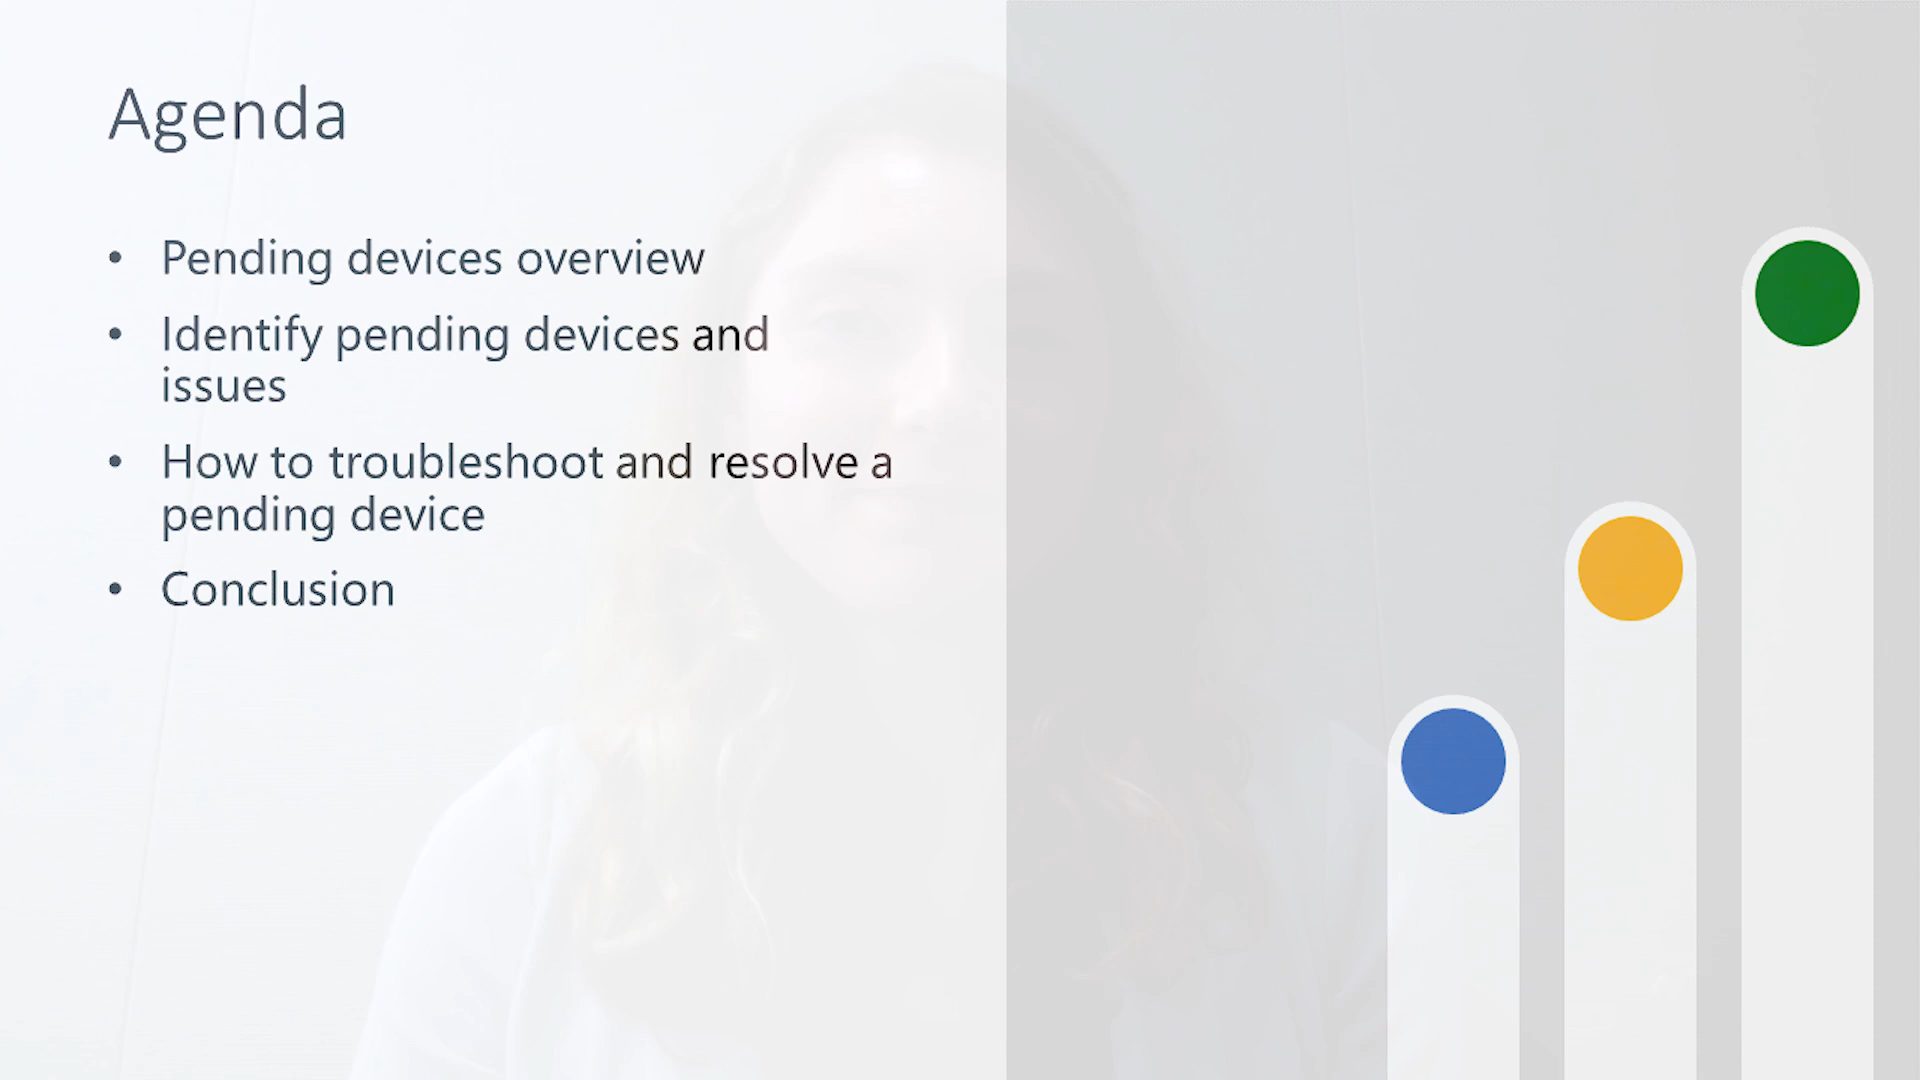 Agenda
• Pending devices overview
• Identify pending devices and
issues
• How to troubleshoot and resolve a
pending device
• Conclusion